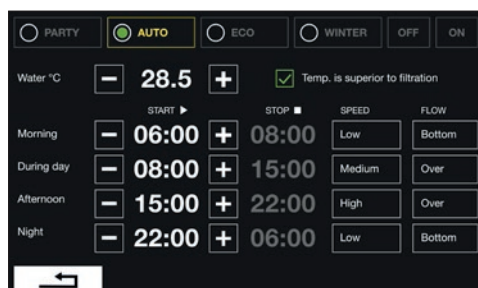 PARTY AUTO ECO WINTER OFF ON
Water °C − 28.5 + Temp. is superior to filtration
START ▶ STOP ■ SPEED FLOW
Morning − 06:00 + 08:00 Low Bottom
During day − 08:00 + 15:00 Medium Over
Afternoon − 15:00 + 22:00 High Over
Night − 22:00 + 06:00 Low Bottom